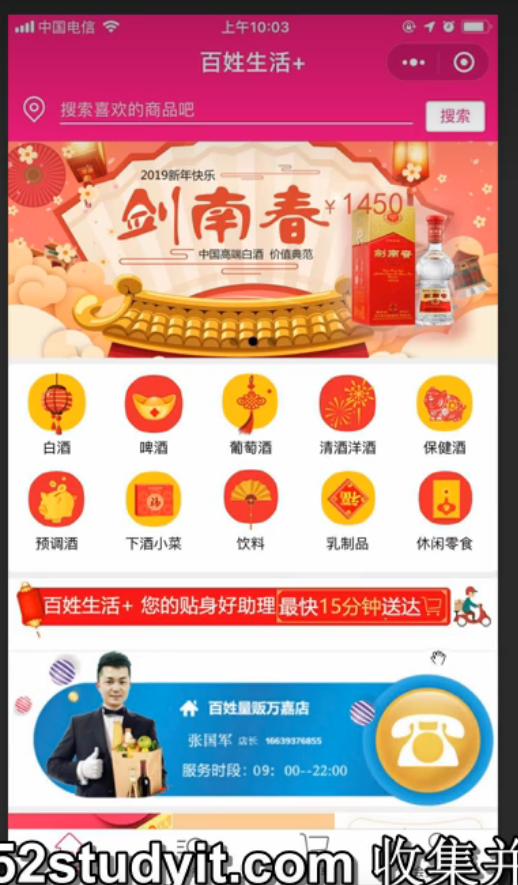 中国电信 上午10:03
百姓生活+
搜索喜欢的商品吧 搜索
2019新年快乐
剑南春 ¥1450
中国高端白酒 价值典范
剑南春
白酒 啤酒 葡萄酒 清酒洋酒 保健酒
预调酒 下酒小菜 饮料 乳制品 休闲零食
百姓生活+ 您的贴身好助理 最快15分钟送达
百姓量贩万嘉店
张国军 店长 16639376855
服务时段：09：00--22:00
52studyit.com 收集并